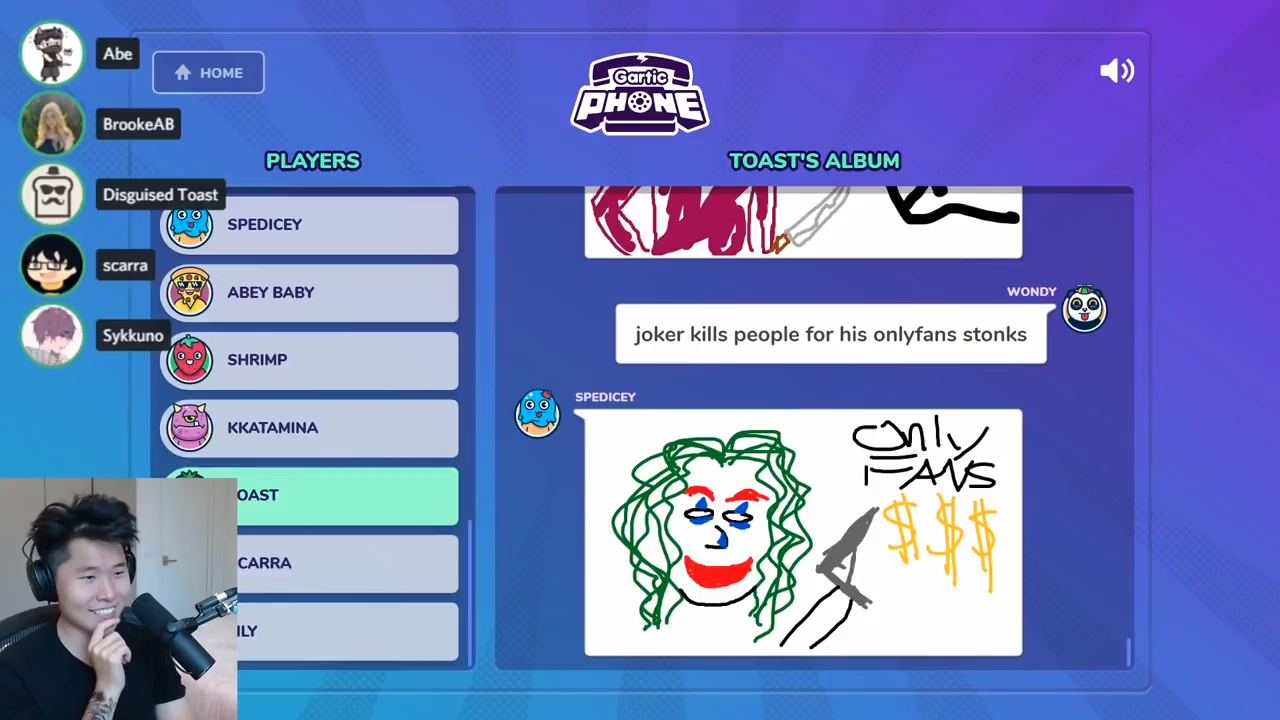 Abe
BrookeAB
Disguised Toast
scarra
Sykkuno
HOME
Gartic
PHONE
PLAYERS
SPEDICEY
ABEY BABY
SHRIMP
KKATAMINA
OAST
CARRA
ILY
TOAST'S ALBUM
WONDY
joker kills people for his onlyfans stonks
SPEDICEY
Only
FANS
$ $ $